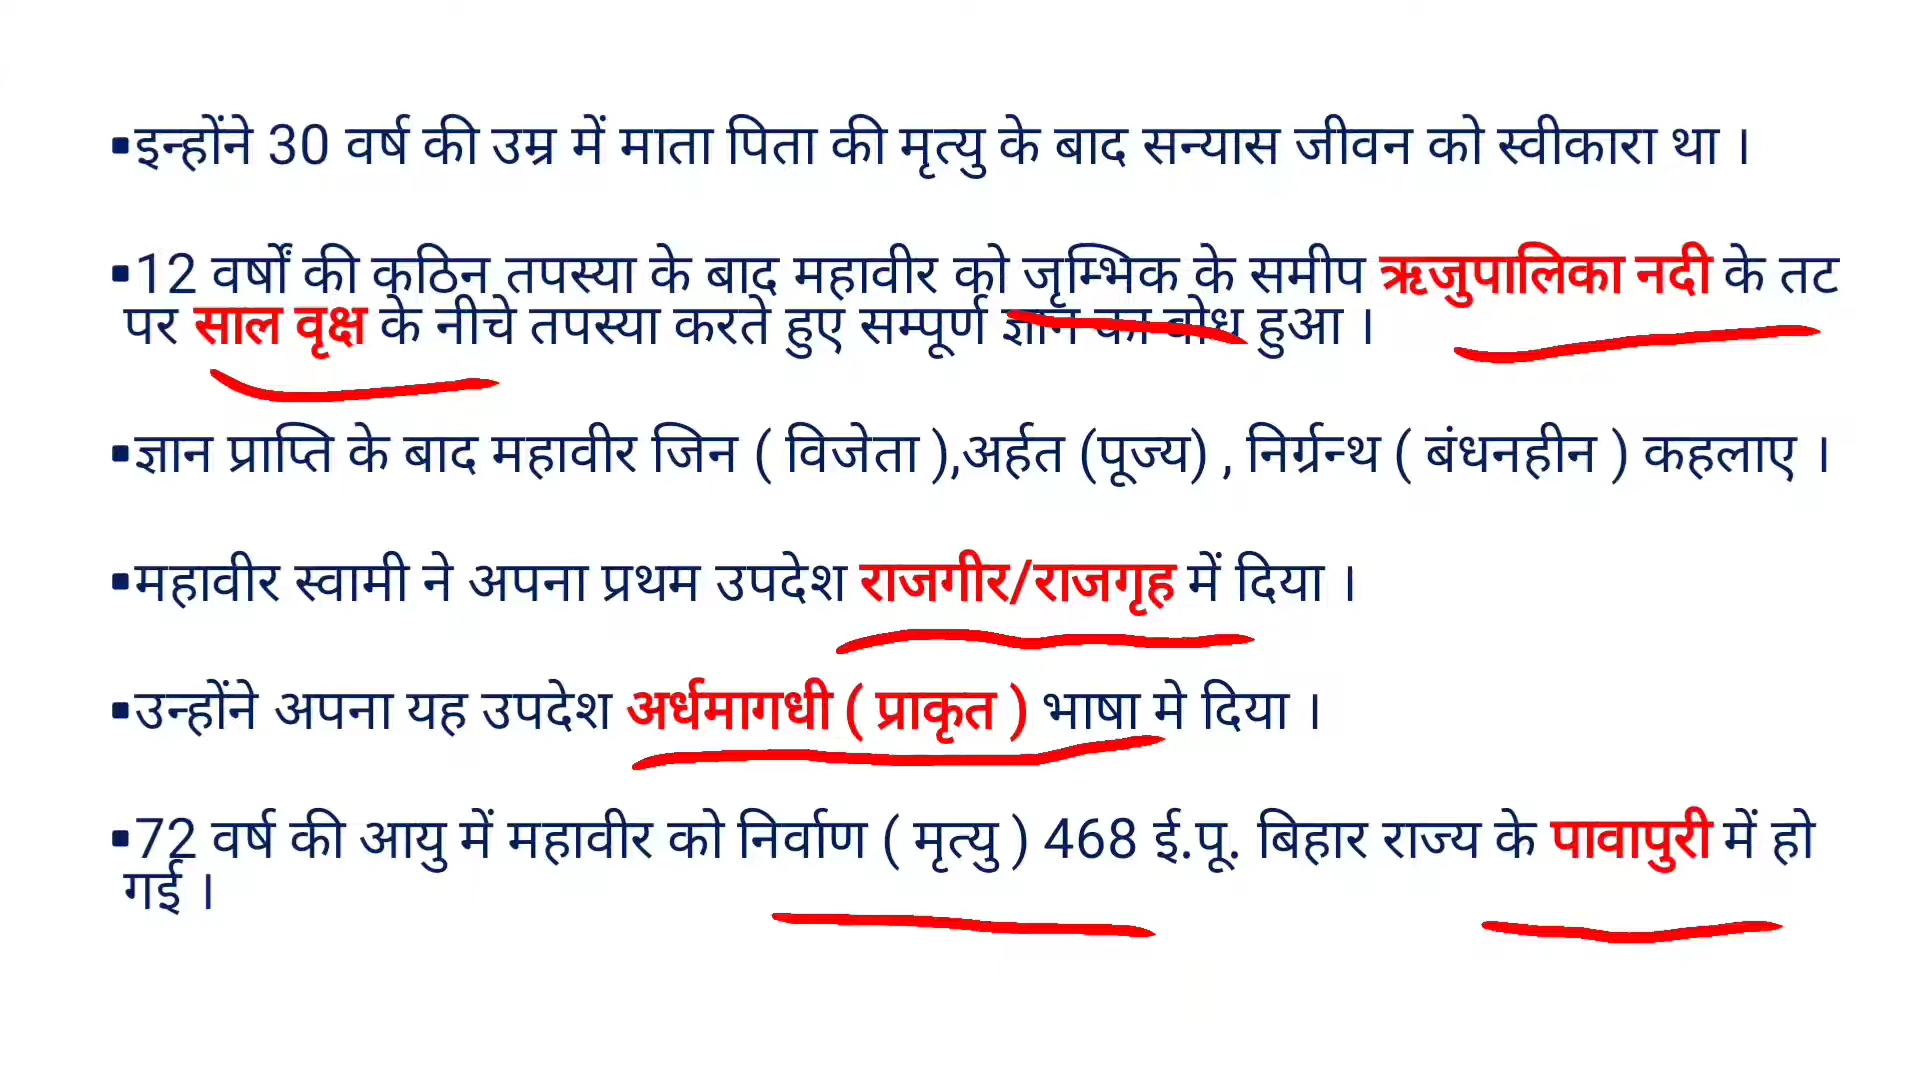 ▪इन्होंने 30 वर्ष की उम्र में माता पिता की मृत्यु के बाद सन्यास जीवन को स्वीकारा था ।
▪12 वर्षों की कठिन तपस्या के बाद महावीर को जृम्भिक के समीप ऋजुपालिका नदी के तट
पर साल वृक्ष के नीचे तपस्या करते हुए सम्पूर्ण ज्ञान का बोध हुआ ।
▪ज्ञान प्राप्ति के बाद महावीर जिन ( विजेता ),अर्हत (पूज्य) , निर्ग्रन्थ ( बंधनहीन ) कहलाए ।
▪महावीर स्वामी ने अपना प्रथम उपदेश राजगीर/राजगृह में दिया ।
▪उन्होंने अपना यह उपदेश अर्धमागधी ( प्राकृत ) भाषा मे दिया ।
▪72 वर्ष की आयु में महावीर को निर्वाण ( मृत्यु ) 468 ई.पू. बिहार राज्य के पावापुरी में हो
गई ।